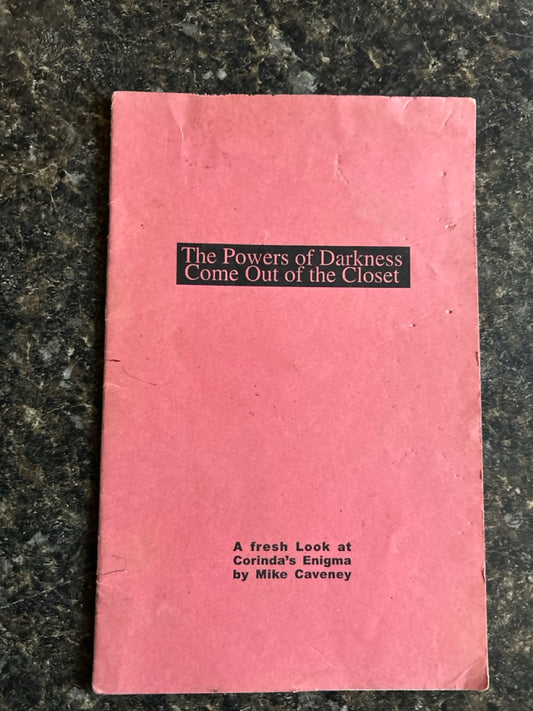 The Powers of Darkness
Come Out of the Closet
A fresh Look at
Corinda's Enigma
by Mike Caveney